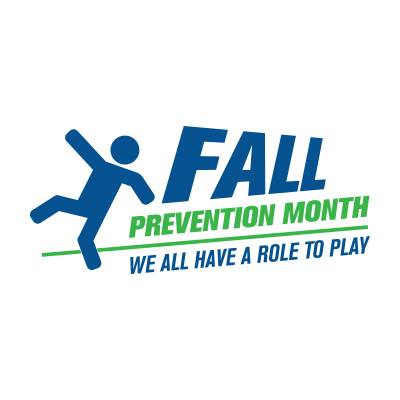 FALL
PREVENTION MONTH
WE ALL HAVE A ROLE TO PLAY